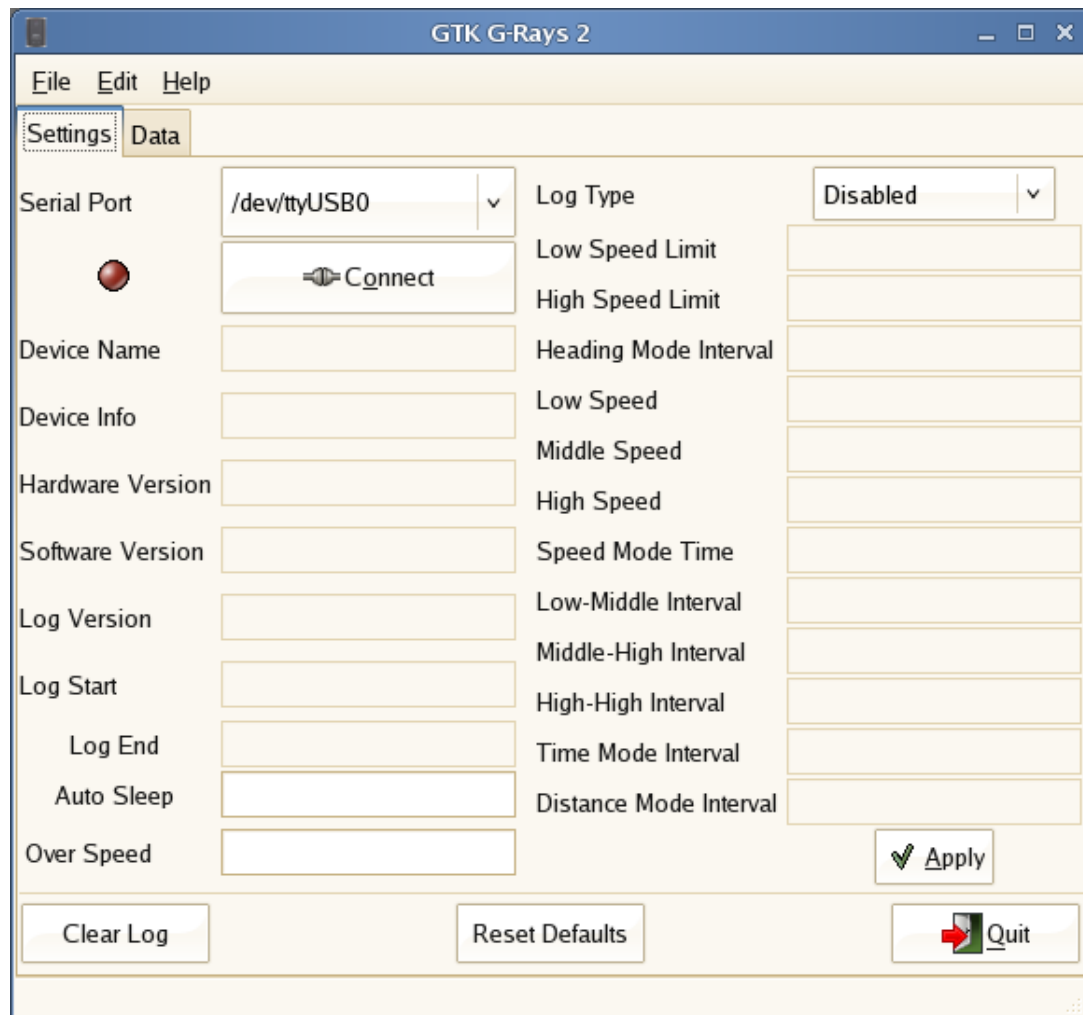 GTK G-Rays 2
File Edit Help
Settings Data
Serial Port /dev/ttyUSB0
Connect
Device Name
Device Info
Hardware Version
Software Version
Log Version
Log Start
Log End
Auto Sleep
Over Speed
Log Type Disabled
Low Speed Limit
High Speed Limit
Heading Mode Interval
Low Speed
Middle Speed
High Speed
Speed Mode Time
Low-Middle Interval
Middle-High Interval
High-High Interval
Time Mode Interval
Distance Mode Interval
Apply
Clear Log Reset Defaults Quit